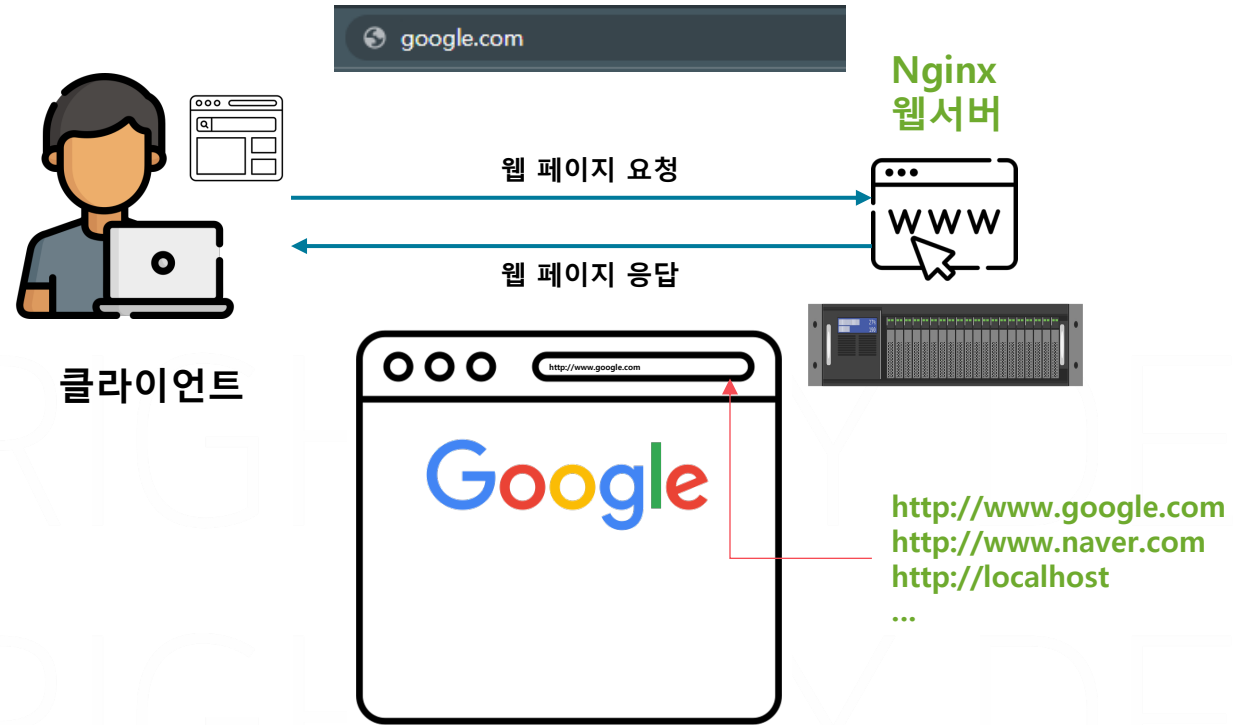 google.com
Nginx
웹서버
웹 페이지 요청
WWW
웹 페이지 응답
클라이언트
http://www.google.com
Google
http://www.google.com
http://www.naver.com
http://localhost
...